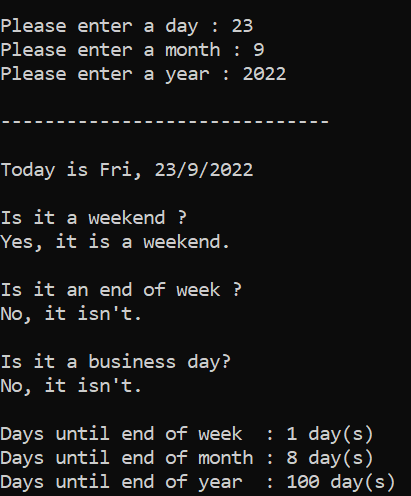 Please enter a day : 23
Please enter a month : 9
Please enter a year : 2022
------------------------------
Today is Fri, 23/9/2022
Is it a weekend ?
Yes, it is a weekend.
Is it an end of week ?
No, it isn't.
Is it a business day?
No, it isn't.
Days until end of week  : 1 day(s)
Days until end of month : 8 day(s)
Days until end of year  : 100 day(s)